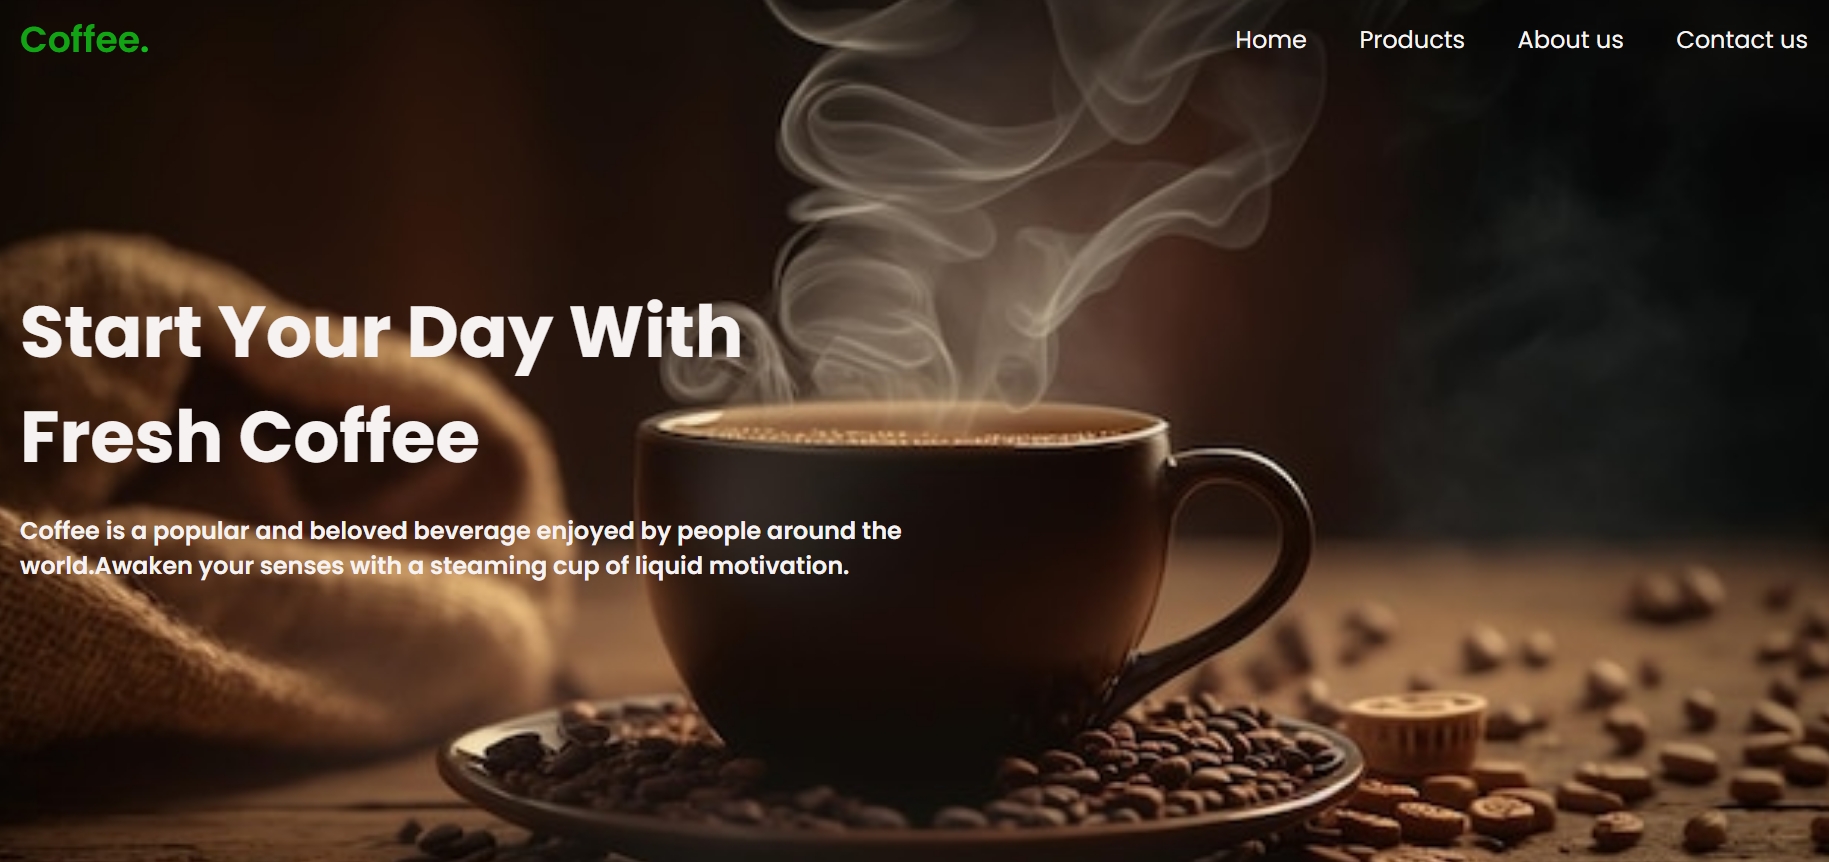 Coffee.
Home Products About us Contact us
Start Your Day With
Fresh Coffee
Coffee is a popular and beloved beverage enjoyed by people around the
world.Awaken your senses with a steaming cup of liquid motivation.